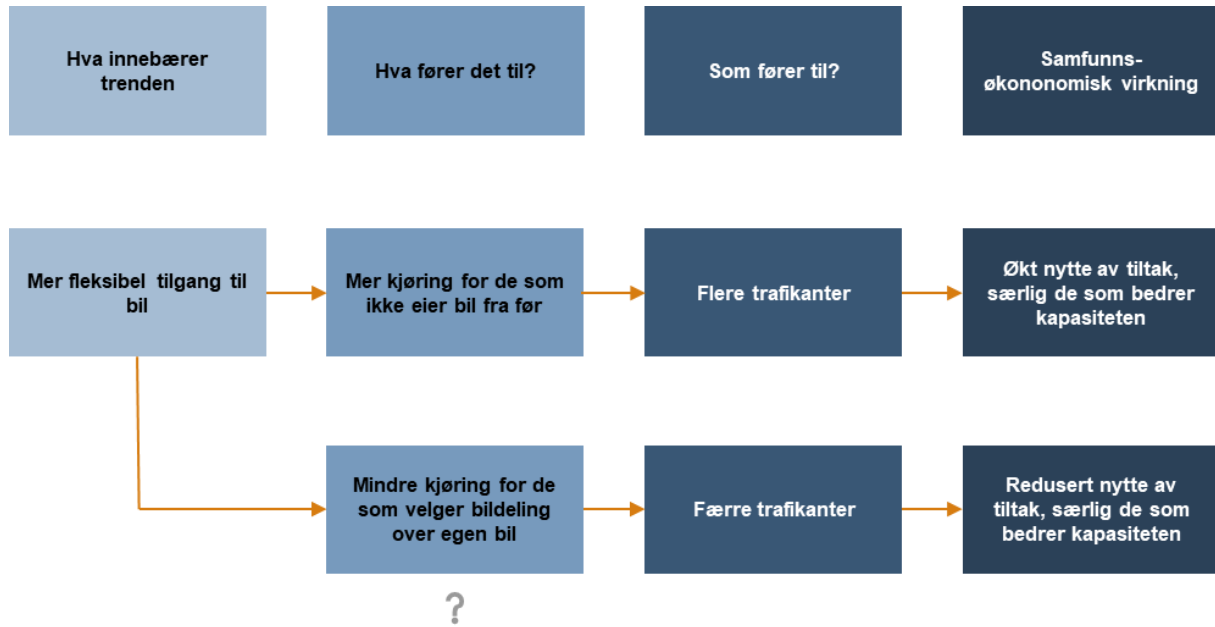 Hva innebærer
trenden
Hva fører det til?
Som fører til?
Samfunns-
økononomisk virkning
Mer fleksibel tilgang til
bil
Mer kjøring for de som
ikke eier bil fra før
Flere trafikanter
Økt nytte av tiltak,
særlig de som bedrer
kapasiteten
Mindre kjøring for de
som velger bildeling
over egen bil
Færre trafikanter
Redusert nytte av
tiltak, særlig de som
bedrer kapasiteten
?